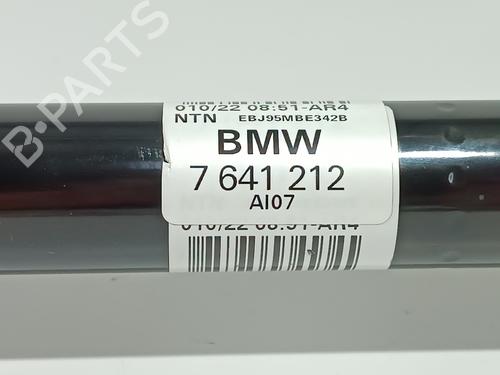 010/22 08:51-AR4
NTN EBJ95MBE342B
BMW
7 641 212
AI07
010/22 08:51-AR4
B-PARTS